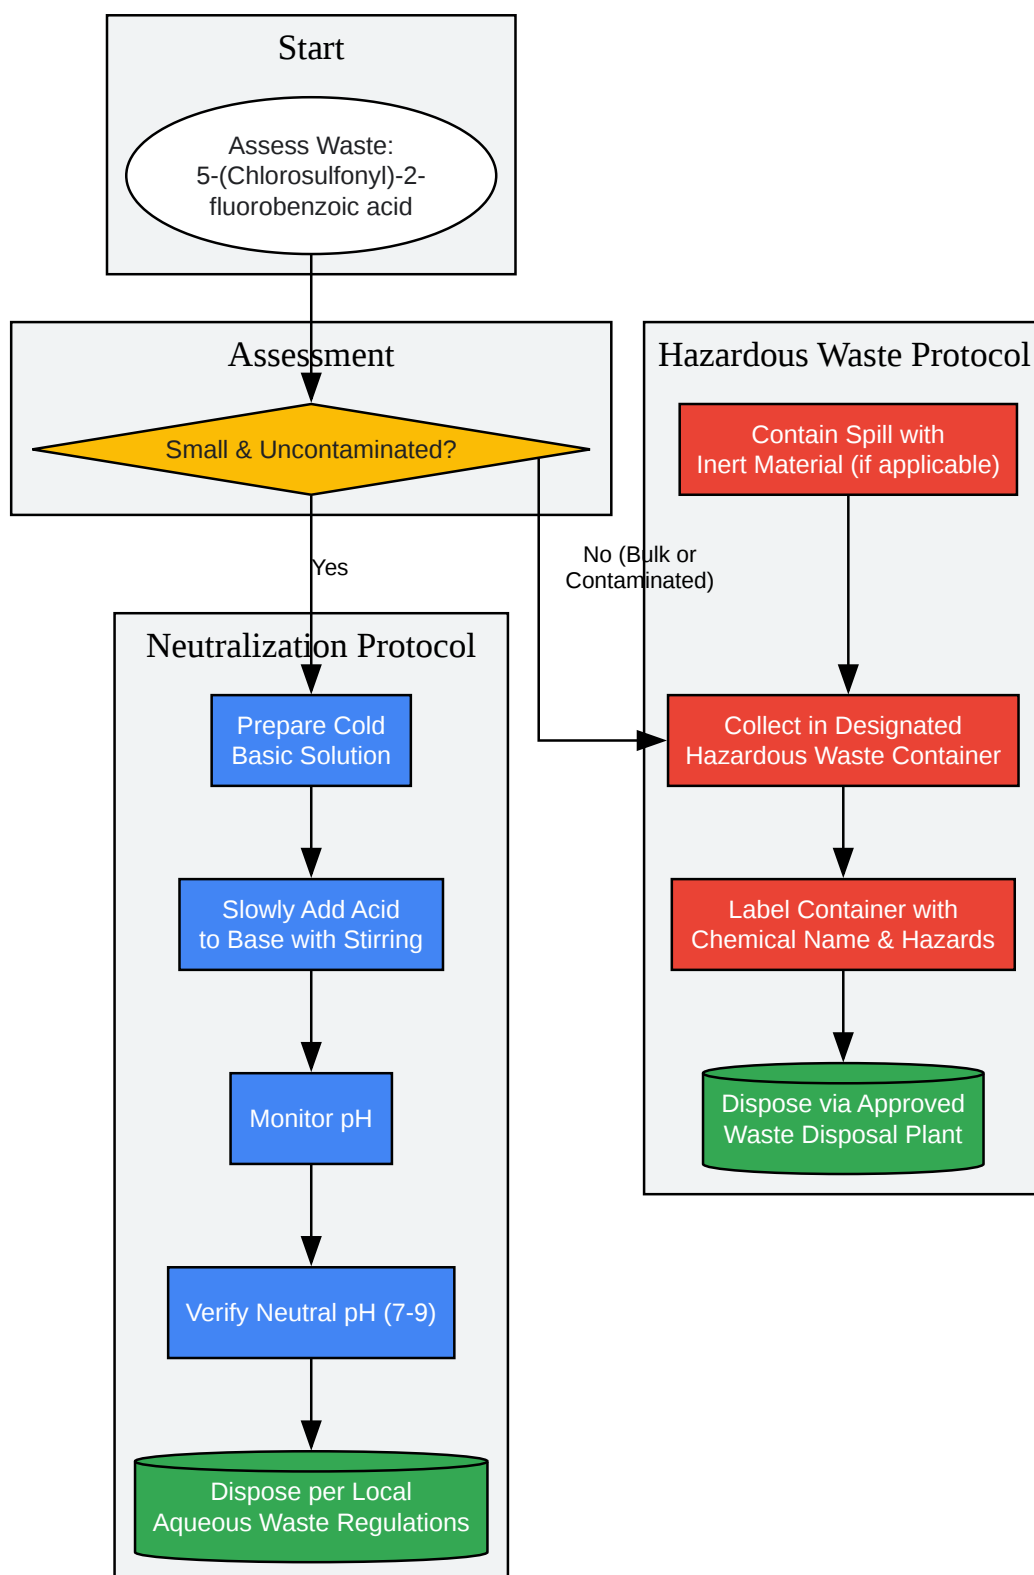 Start
Assess Waste:
5-(Chlorosulfonyl)-2-
fluorobenzoic acid
Assessment
Small & Uncontaminated?
Yes
No (Bulk or
Contaminated)
Neutralization Protocol
Prepare Cold
Basic Solution
Slowly Add Acid
to Base with Stirring
Monitor pH
Verify Neutral pH (7-9)
Dispose per Local
Aqueous Waste Regulations
Hazardous Waste Protocol
Contain Spill with
Inert Material (if applicable)
Collect in Designated
Hazardous Waste Container
Label Container with
Chemical Name & Hazards
Dispose via Approved
Waste Disposal Plant